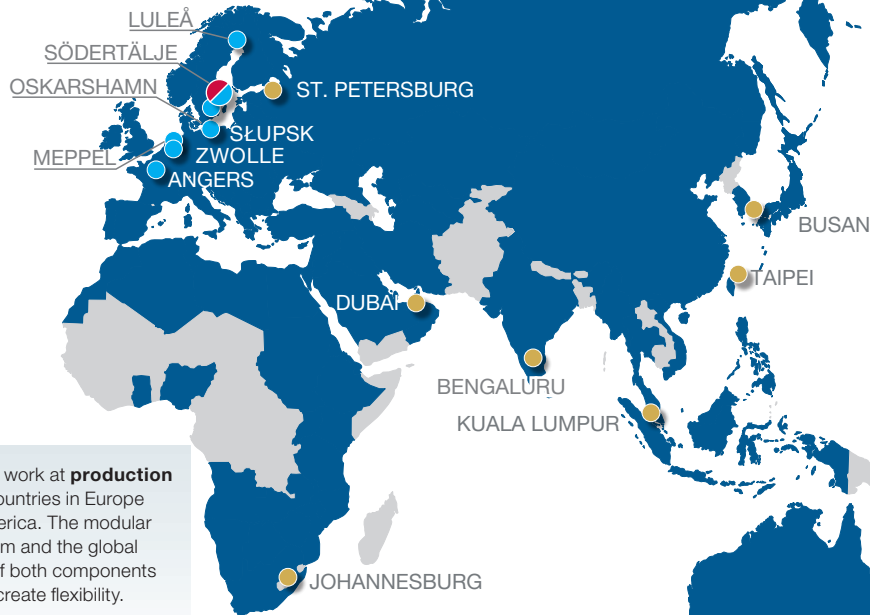 LULEÅ
SÖDERTÄLJE
OSKARSHAMN
ST. PETERSBURG
SŁUPSK
MEPPEL
ZWOLLE
ANGERS
BUSAN
TAIPEI
DUBAI
BENGALURU
KUALA LUMPUR
work at production
countries in Europe
erica. The modular
m and the global
f both components
create flexibility.
JOHANNESBURG